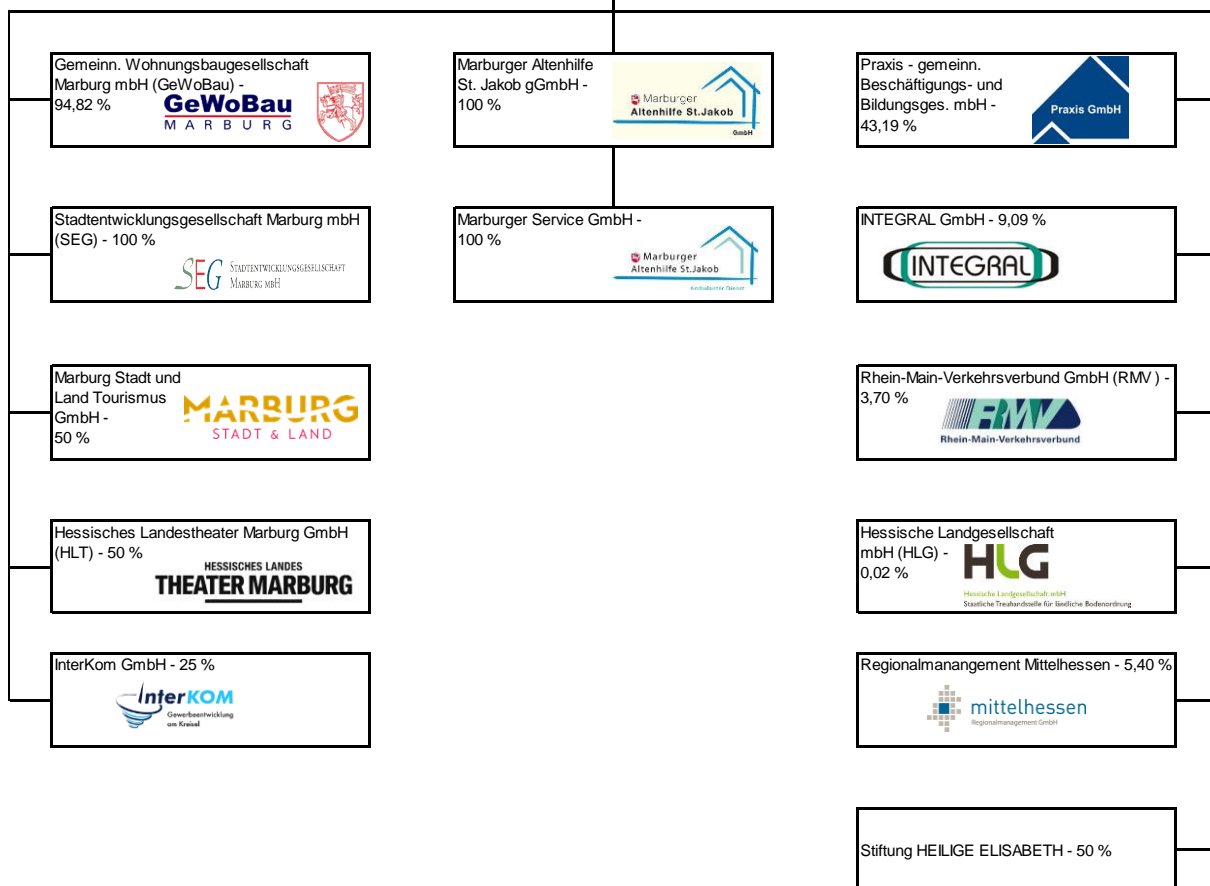 Gemeinn. Wohnungsbaugesellschaft
Marburg mbH (GeWoBau) -
94,82 %
GeWoBau
MARBURG
Stadtentwicklungsgesellschaft Marburg mbH
(SEG) - 100 %
SEG STADTENTWICKLUNGSGESELLSCHAFT
MARBURG MBH
Marburg Stadt und
Land Tourismus
GmbH -
50 %
MARBURG
STADT & LAND
Hessisches Landestheater Marburg GmbH
(HLT) - 50 %
HESSISCHES LANDES
THEATER MARBURG
InterKom GmbH - 25 %
InterKOM
Gewerbeentwicklung
am Kreisel
Marburger Altenhilfe
St. Jakob gGmbH -
100 %
Marburger
Altenhilfe St.Jakob
GmbH
Marburger Service GmbH -
100 %
Marburger
Altenhilfe St.Jakob
Ambulanter Dienst
Praxis - gemeinn.
Beschäftigungs- und
Bildungsges. mbH -
43,19 %
Praxis GmbH
INTEGRAL GmbH - 9,09 %
INTEGRAL
Rhein-Main-Verkehrsverbund GmbH (RMV ) -
3,70 %
RMV
Rhein-Main-Verkehrsverbund
Hessische Landgesellschaft
mbH (HLG) -
0,02 %
HLG
Hessische Landgesellschaft mbH
Staatliche Treuhandstelle für ländliche Bodenordnung
Regionalmanangement Mittelhessen - 5,40 %
mittelhessen
Regionalmanagement GmbH
Stiftung HEILIGE ELISABETH - 50 %